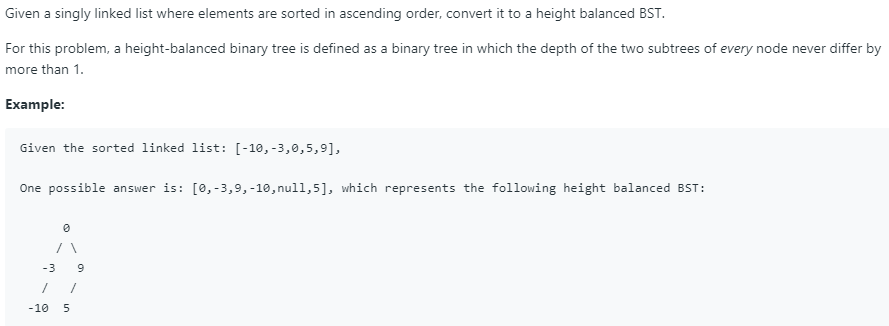 Given a singly linked list where elements are sorted in ascending order, convert it to a height balanced BST.
For this problem, a height-balanced binary tree is defined as a binary tree in which the depth of the two subtrees of every node never differ by
more than 1.
Example:
Given the sorted linked list: [-10,-3,0,5,9],
One possible answer is: [0,-3,9,-10,null,5], which represents the following height balanced BST:
      0
     / \
   -3   9
   /   /
 -10  5